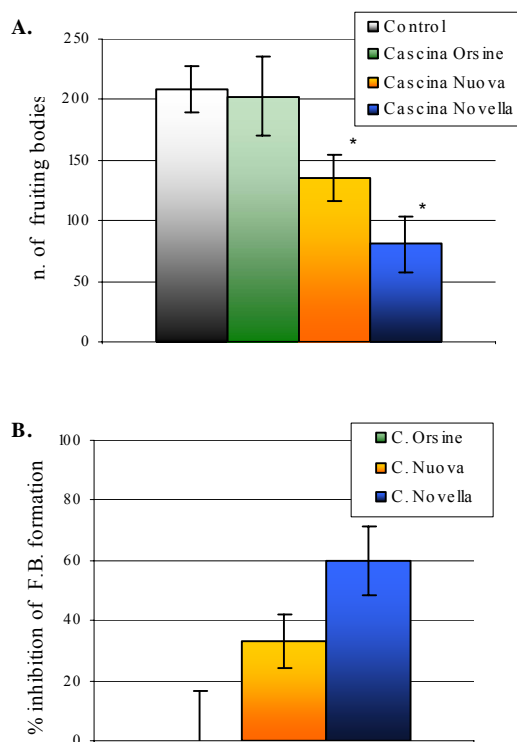 A.
Control
Cascina Orsine
Cascina Nuova
Cascina Novella
250
200
150
100
50
0
n. of fruiting bodies
*
*
B.
C. Orsine
C. Nuova
C. Novella
100
80
60
40
20
0
% inhibition of F.B. formation